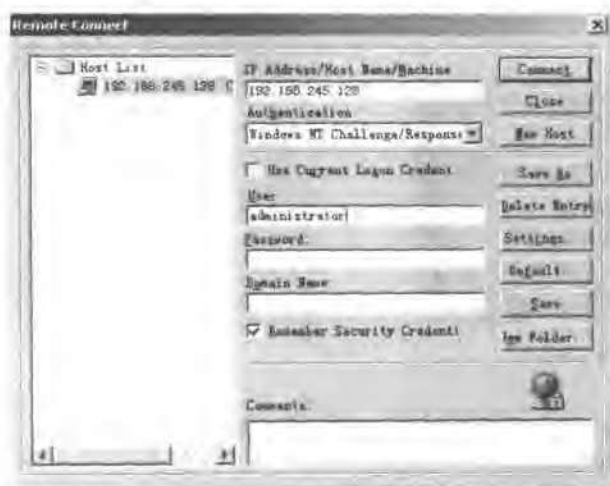 Remote Connect
Host List
192.168.245.128 C
IP Address/Host Name/Machine
192.168.245.128
Authentication
Windows NT Challenge/Response
Use Current Logon Credent
User
administrator
Password:
Domain Name
Remember Security Credenti
Comments:
Connect
Close
New Host
Save As
Delete Entry
Settings
Default
Save
New Folder